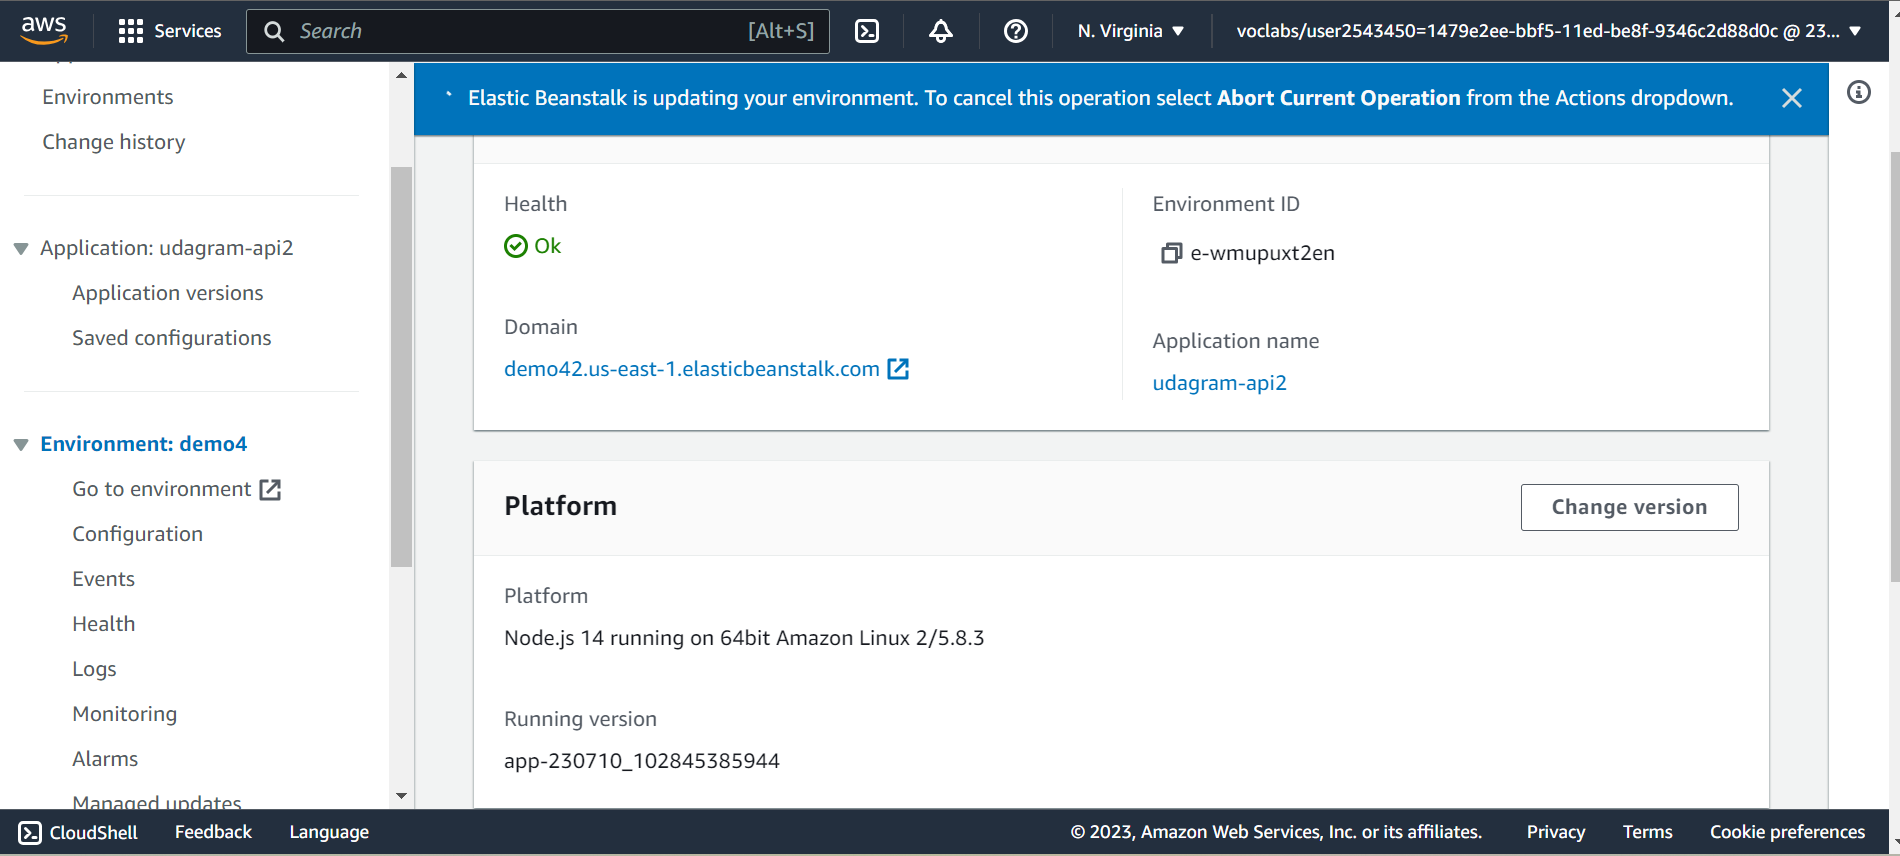 aws
Services
Search [Alt+S]
N. Virginia
voclabs/user2543450=1479e2ee-bbf5-11ed-be8f-9346c2d88d0c @ 23...
Environments
Change history
Application: udagram-api2
Application versions
Saved configurations
Environment: demo4
Go to environment
Configuration
Events
Health
Logs
Monitoring
Alarms
Managed updates
Elastic Beanstalk is updating your environment. To cancel this operation select Abort Current Operation from the Actions dropdown.
Health
Ok
Domain
demo42.us-east-1.elasticbeanstalk.com
Environment ID
e-wmupuxt2en
Application name
udagram-api2
Platform
Change version
Platform
Node.js 14 running on 64bit Amazon Linux 2/5.8.3
Running version
app-230710_102845385944
CloudShell
Feedback
Language
© 2023, Amazon Web Services, Inc. or its affiliates.
Privacy
Terms
Cookie preferences